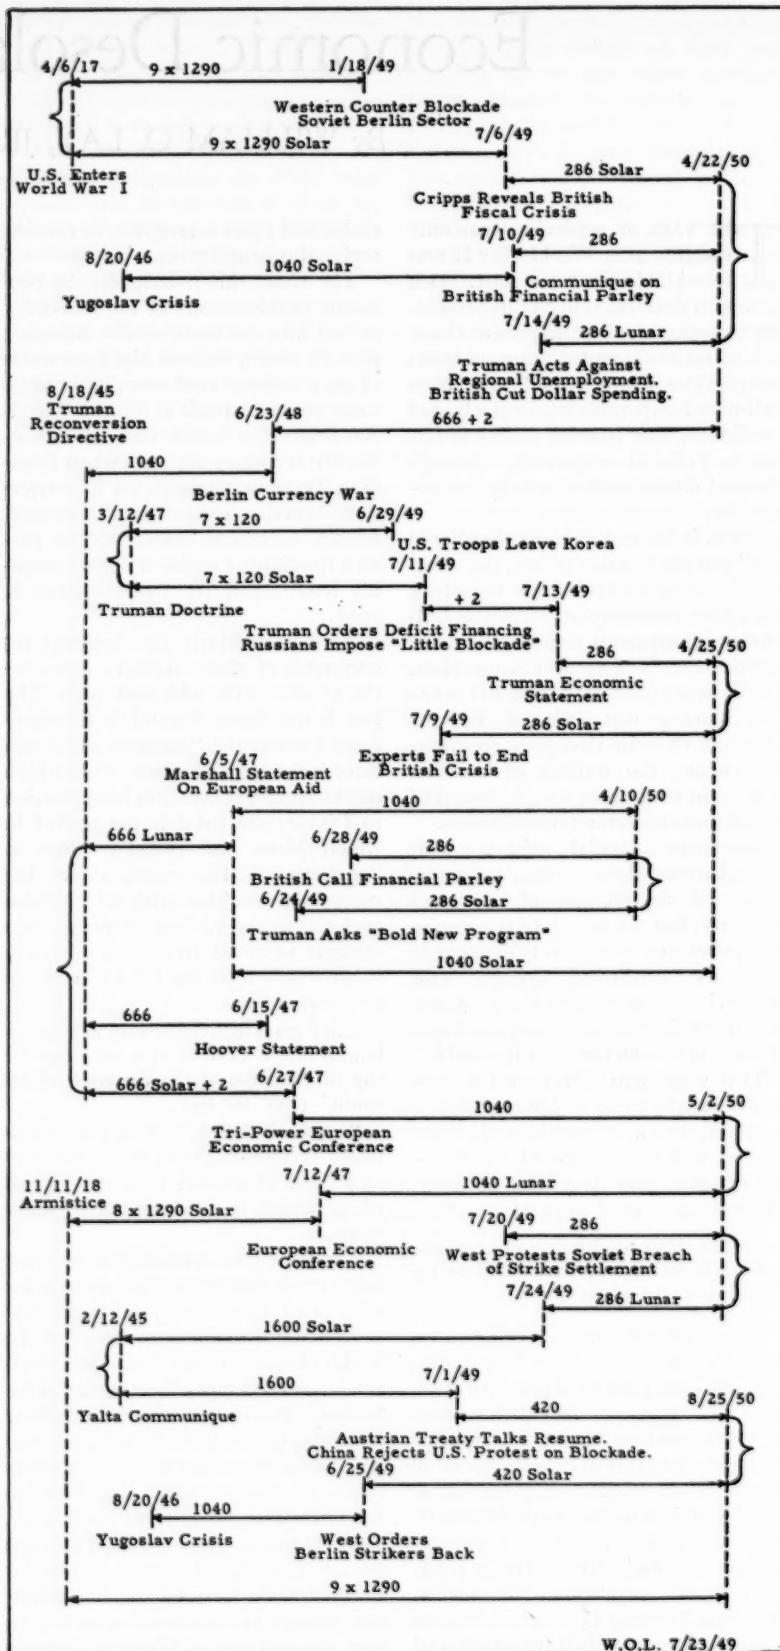 4/6/17 9 x 1290 1/18/49
Western Counter Blockade
Soviet Berlin Sector
9 x 1290 Solar 7/6/49
U.S. Enters
World War I
286 Solar 4/22/50
Cripps Reveals British
Fiscal Crisis
8/20/46 1040 Solar 7/10/49 286
Yugoslav Crisis
Communique on
British Financial Parley
7/14/49 286 Lunar
Truman Acts Against
Regional Unemployment.
British Cut Dollar Spending.
8/18/45
Truman
Reconversion
Directive
6/23/48 666 + 2
1040
Berlin Currency War
3/12/47 7 x 120 6/29/49
U.S. Troops Leave Korea
7 x 120 Solar 7/11/49
Truman Doctrine
+ 2 7/13/49
Truman Orders Deficit Financing
Russians Impose "Little Blockade"
286 4/25/50
Truman Economic
Statement
7/9/49 286 Solar
Experts Fail to End
British Crisis
6/5/47
Marshall Statement
On European Aid
1040 4/10/50
666 Lunar 6/28/49 286
British Call Financial Parley
6/24/49 286 Solar
Truman Asks "Bold New Program"
1040 Solar
666 6/15/47
Hoover Statement
666 Solar + 2 6/27/47
1040 5/2/50
Tri-Power European
Economic Conference
11/11/18
Armistice
7/12/47 1040 Lunar
8 x 1290 Solar
European Economic
Conference
7/20/49 286
West Protests Soviet Breach
of Strike Settlement
7/24/49 286 Lunar
2/12/45 1600 Solar
1600 7/1/49
Yalta Communique
420 8/25/50
Austrian Treaty Talks Resume.
China Rejects U.S. Protest on Blockade.
6/25/49 420 Solar
8/20/46 1040
Yugoslav Crisis
West Orders
Berlin Strikers Back
9 x 1290
W.O.L. 7/23/49